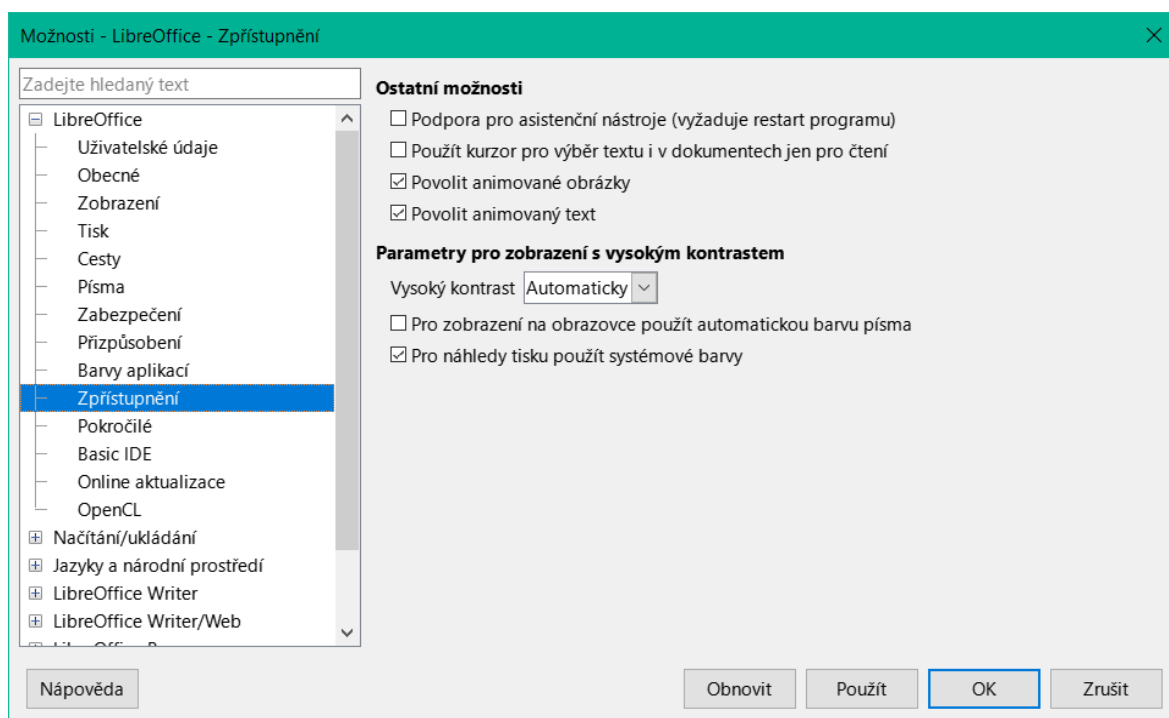 Možnosti - LibreOffice - Zpřístupnění
Zadejte hledaný text
LibreOffice
Uživatelské údaje
Obecné
Zobrazení
Tisk
Cesty
Písma
Zabezpečení
Přizpůsobení
Barvy aplikací
Zpřístupnění
Pokročilé
Basic IDE
Online aktualizace
OpenCL
Načítání/ukládání
Jazyky a národní prostředí
LibreOffice Writer
LibreOffice Writer/Web
Ostatní možnosti
Podpora pro asistenční nástroje (vyžaduje restart programu)
Použít kurzor pro výběr textu i v dokumentech jen pro čtení
Povolit animované obrázky
Povolit animovaný text
Parametry pro zobrazení s vysokým kontrastem
Vysoký kontrast Automaticky
Pro zobrazení na obrazovce použít automatickou barvu písma
Pro náhledy tisku použít systémové barvy
Nápověda
Obnovit
Použít
OK
Zrušit